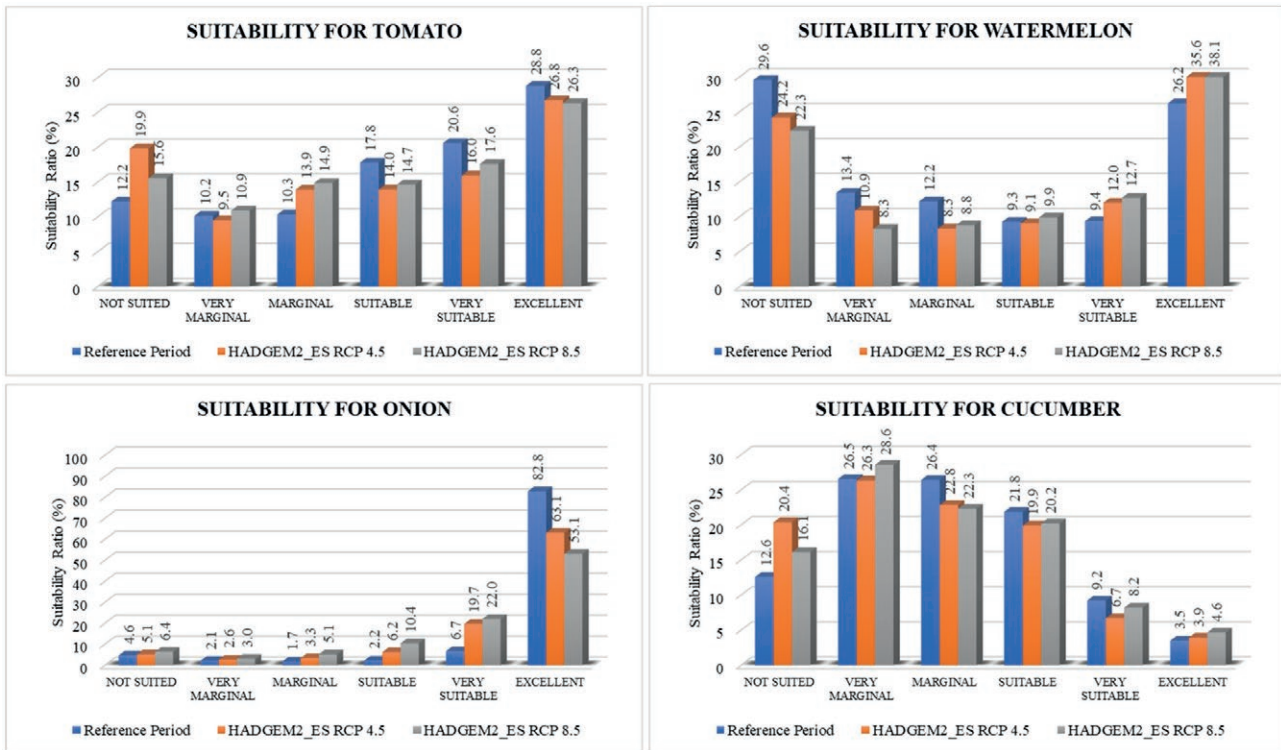 SUITABILITY FOR TOMATO
Suitability Ratio (%)
30
25
20
15
10
5
0
12.2 19.9 15.6
10.2 9.5 10.9
10.3 13.9 14.9
17.8 14.0 14.7
20.6 16.0 17.6
28.8 26.8 26.3
NOT SUITED VERY MARGINAL SUITABLE VERY EXCELLENT
MARGINAL SUITABLE
Reference Period HADGEM2_ES RCP 4.5 HADGEM2_ES RCP 8.5
SUITABILITY FOR WATERMELON
Suitability Ratio (%)
30
25
20
15
10
5
0
29.6 24.2 22.3
13.4 10.9 8.3
12.2 8.3 8.8
9.3 9.1 9.9
9.4 12.0 12.7
26.2 35.6 38.1
NOT SUITED VERY MARGINAL SUITABLE VERY EXCELLENT
MARGINAL SUITABLE
Reference Period HADGEM2_ES RCP 4.5 HADGEM2_ES RCP 8.5
SUITABILITY FOR ONION
Suitability Ratio (%)
100
90
80
70
60
50
40
30
20
10
0
4.6 5.1 6.4
2.1 2.6 3.0
1.7 3.3 5.1
2.2 6.2 10.4
6.7 19.7 22.0
82.8 63.1 53.1
NOT SUITED VERY MARGINAL SUITABLE VERY EXCELLENT
MARGINAL SUITABLE
Reference Period HADGEM2_ES RCP 4.5 HADGEM2_ES RCP 8.5
SUITABILITY FOR CUCUMBER
Suitability Ratio (%)
30
25
20
15
10
5
0
12.6 20.4 16.1
26.5 26.3 28.6
26.4 22.8 22.3
21.8 19.9 20.2
9.2 6.7 8.2
3.5 3.9 4.6
NOT SUITED VERY MARGINAL SUITABLE VERY EXCELLENT
MARGINAL SUITABLE
Reference Period HADGEM2_ES RCP 4.5 HADGEM2_ES RCP 8.5